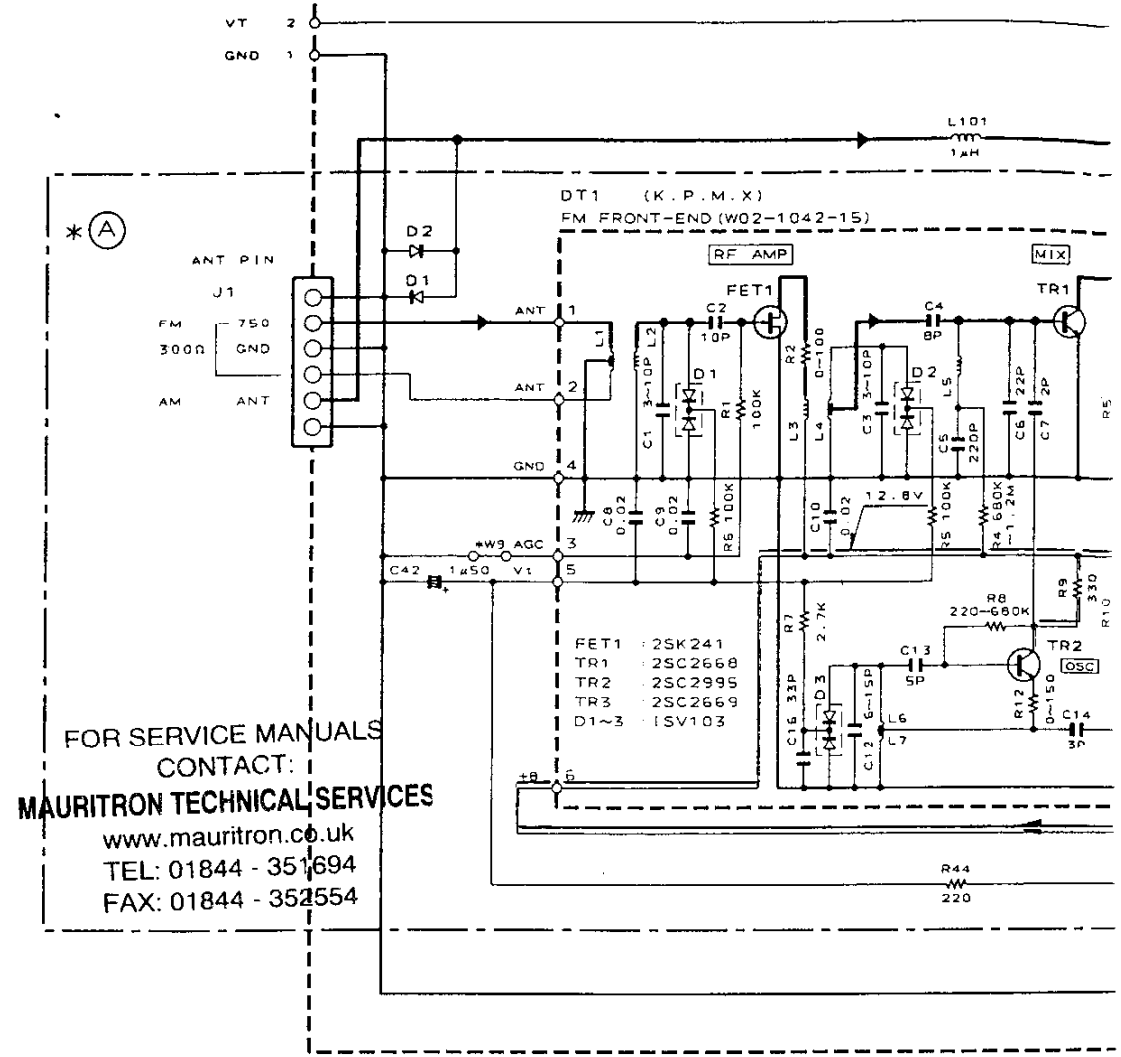 VT 2
GND 1
L101
1μH
DT1 (K.P.M.X)
FM FRONT-END(W02-1042-15)
* A
D2
RF AMP
MIX
ANT PIN
D1
J1
FET1
TR1
ANT 1
C2
10P
C4
8P
FM 750
300Ω GND
L1
L2
R2
0~100
D1
D2
L5
22P
2P
3~10P
3~10P
ANT 2
AM ANT
C1
R1
100K
L3
L4
C3
C5
220P
C6
C7
R5
GND 4
12.8V
C8
0.02
C9
0.02
R6 100K
C10
0.02
R5 100K
R4 680K
~1.2M
*W9 AGC 3
C42 1μ50 Vt 5
+
R8
220~680K
R9
330
R10
R7
2.7K
FET1 : 2SK241
TR1 : 2SC2668
TR2 : 2SC2995
TR3 : 2SC2669
D1~3 : 1SV103
C13
5P
TR2
OSC
33P
D3
6~15P
R12
0~150
C14
3P
C16
C12
L6
L7
FOR SERVICE MANUALS
CONTACT:
MAURITRON TECHNICAL SERVICES
www.mauritron.co.uk
TEL: 01844 - 351694
FAX: 01844 - 352554
+B 6
R44
220